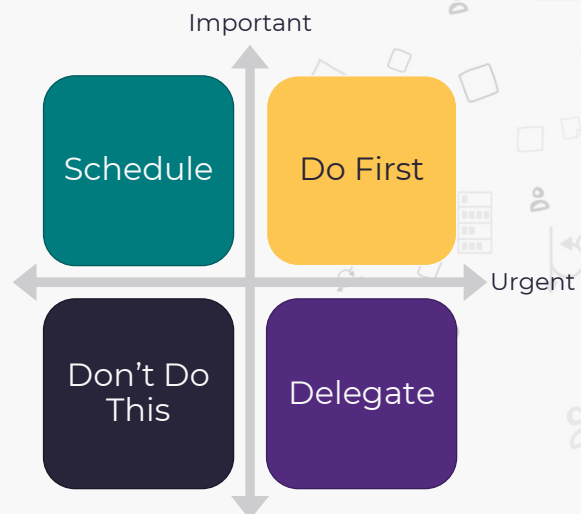 Important
Schedule
Do First
Urgent
Don't Do
This
Delegate